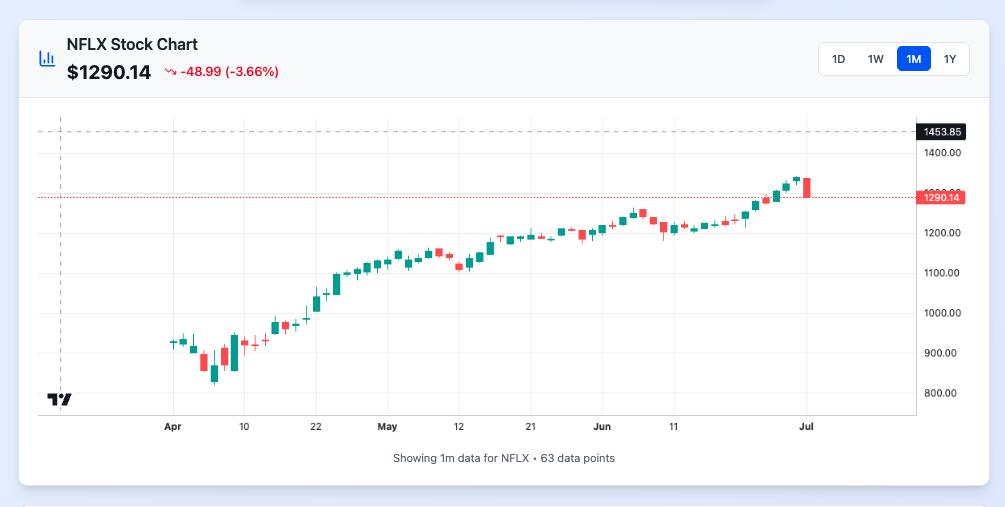 NFLX Stock Chart
$1290.14 -48.99 (-3.66%)
1D 1W 1M 1Y
1453.85
1400.00
1290.14
1200.00
1100.00
1000.00
900.00
800.00
Apr 10 22 May 12 21 Jun 11 Jul
Showing 1m data for NFLX • 63 data points